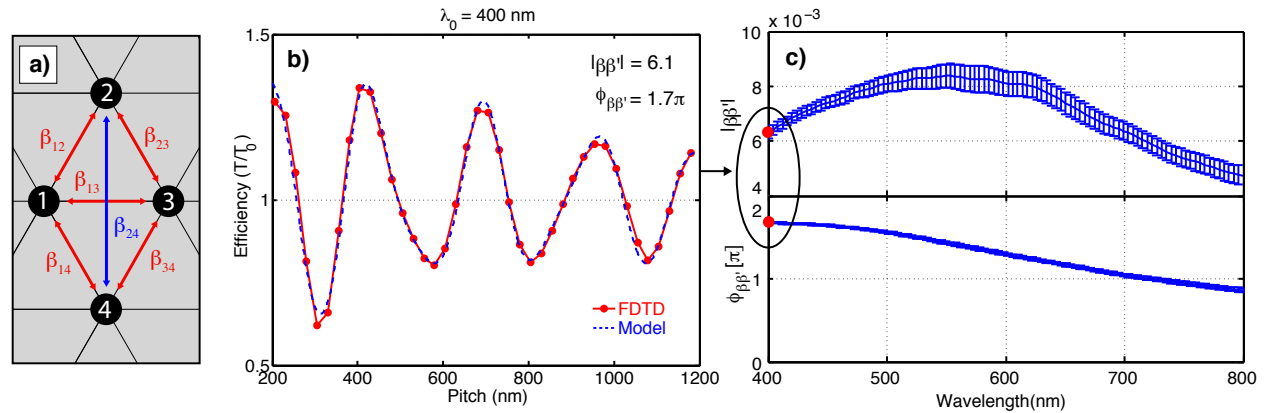 a)
2
β12
β23
β13
1
3
β24
β14
β34
4
λ0 = 400 nm
b)
|ββ'| = 6.1
ϕββ' = 1.7π
Efficiency (T/T0)
1.5
1
0.5
FDTD
Model
200
400
600
800
1000
1200
Pitch (nm)
x 10⁻³
c)
|ββ'|
10
8
6
4
ϕββ' [π]
2
1
0
400
500
600
700
800
Wavelength(nm)